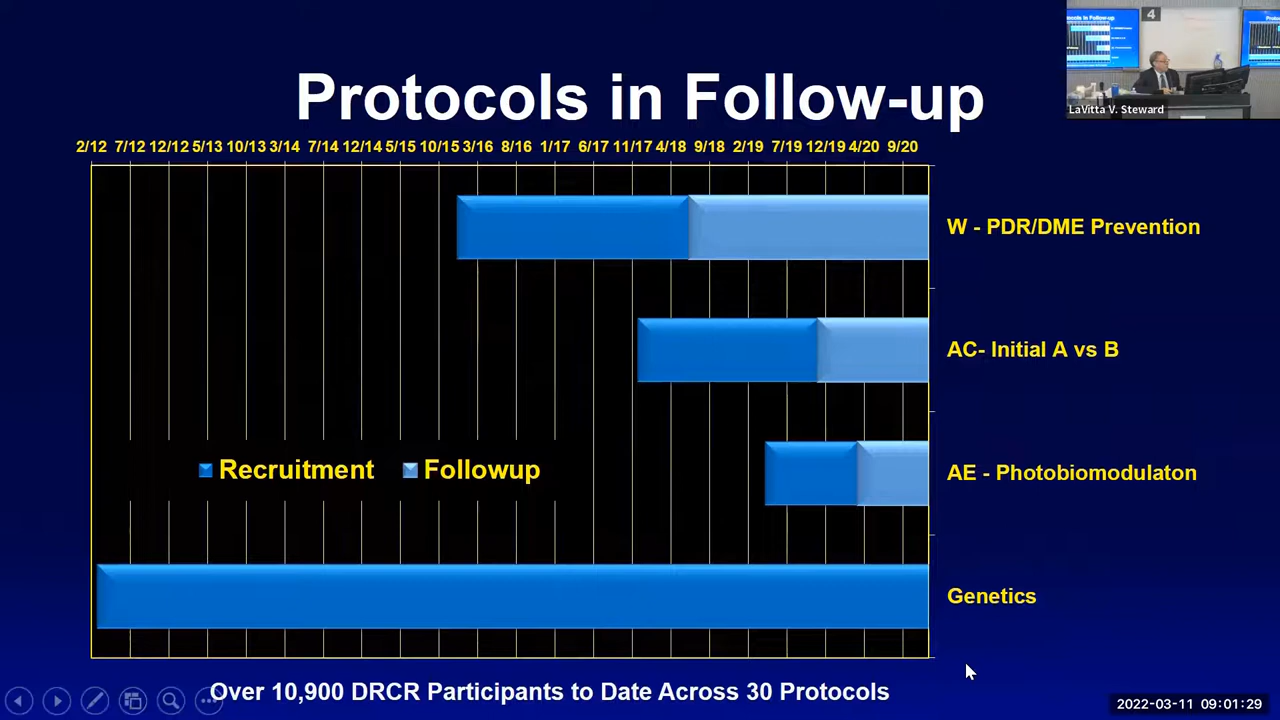 Protocols in Follow-up
2/12 7/12 12/12 5/13 10/13 3/14 7/14 12/14 5/15 10/15 3/16 8/16 1/17 6/17 11/17 4/18 9/18 2/19 7/19 12/19 4/20 9/20
W - PDR/DME Prevention
AC- Initial A vs B
AE - Photobiomodulaton
Genetics
Recruitment Followup
Over 10,900 DRCR Participants to Date Across 30 Protocols
4
LaVitta V. Steward
2022-03-11 09:01:29